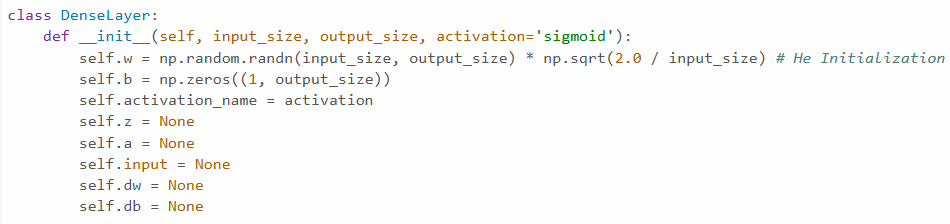 class DenseLayer:
    def __init__(self, input_size, output_size, activation='sigmoid'):
        self.w = np.random.randn(input_size, output_size) * np.sqrt(2.0 / input_size) # He Initialization
        self.b = np.zeros((1, output_size))
        self.activation_name = activation
        self.z = None
        self.a = None
        self.input = None
        self.dw = None
        self.db = None